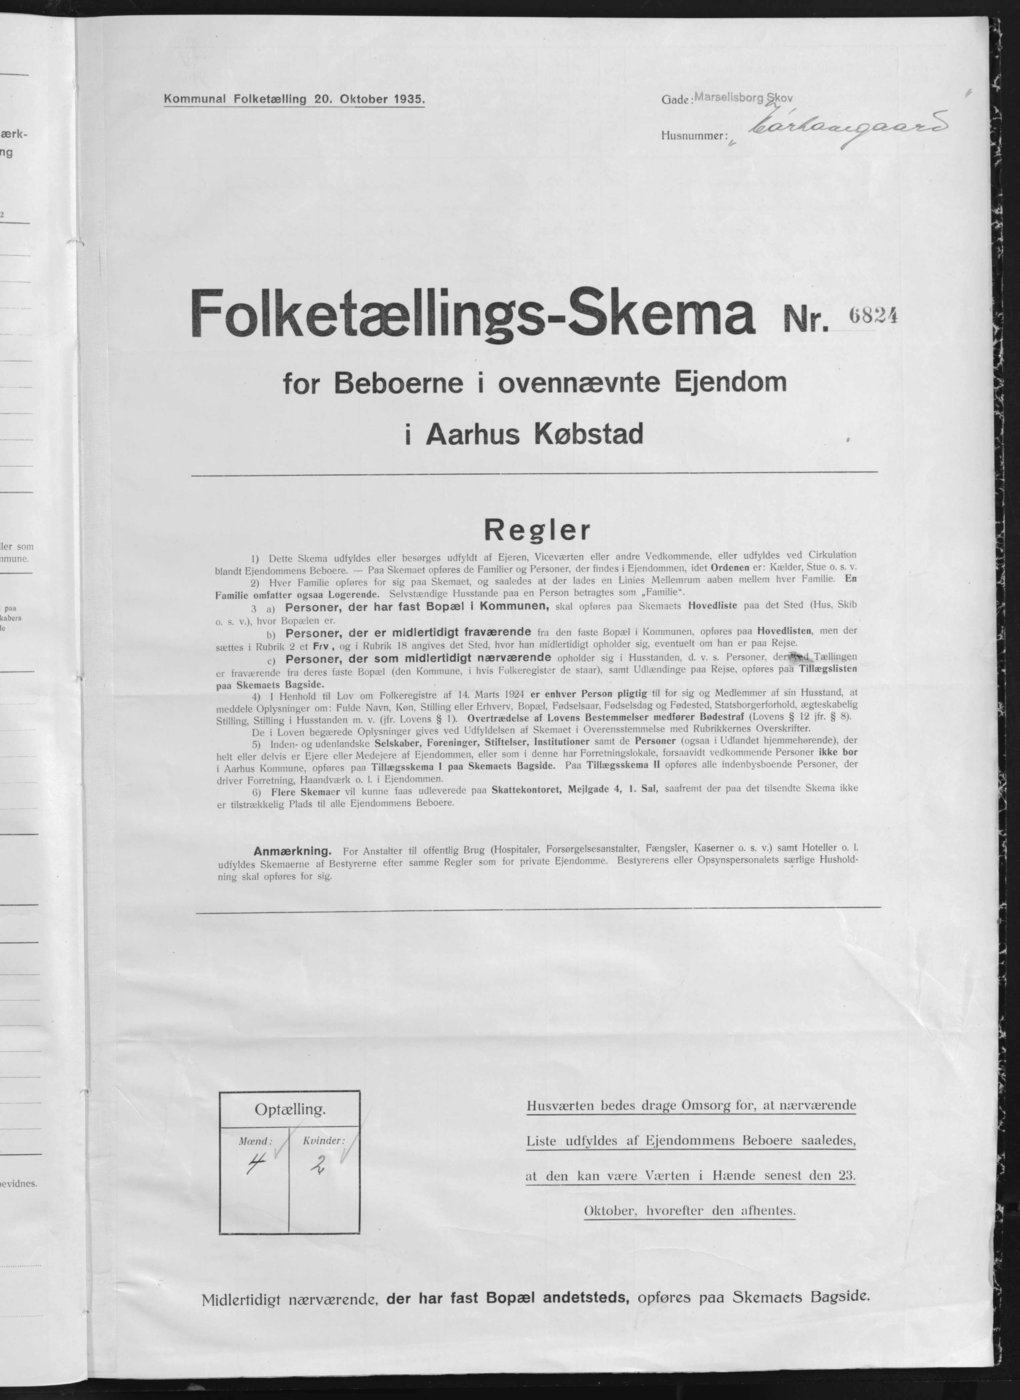 ærk-
ng
2
ler som
mmune.
paa
kabers
le
bevidnes.
Kommunal Folketælling 20. Oktober 1935.
Gade: Marselisborg Skov
Husnummer: „
Folketællings-Skema Nr. 6824
for Beboerne i ovennævnte Ejendom
i Aarhus Købstad
Regler
1) Dette Skema udfyldes eller besørges udfyldt af Ejeren, Viceværten eller andre Vedkommende, eller udfyldes ved Cirkulation
blandt Ejendommens Beboere. — Paa Skemaet opføres de Familier og Personer, der findes i Ejendommen, idet Ordenen er: Kælder, Stue o. s. v.
2) Hver Familie opføres for sig paa Skemaet, og saaledes at der lades en Linies Mellemrum aaben mellem hver Familie. En
Familie omfatter ogsaa Logerende. Selvstændige Husstande paa en Person betragtes som „Familie“.
3 a) Personer, der har fast Bopæl i Kommunen, skal opføres paa Skemaets Hovedliste paa det Sted (Hus, Skib
o. s. v.), hvor Bopælen er.
b) Personer, der er midlertidigt fraværende fra den faste Bopæl i Kommunen, opføres paa Hovedlisten, men der
sættes i Rubrik 2 et Frv., og i Rubrik 18 angives det Sted, hvor han midlertidigt opholder sig, eventuelt om han er paa Rejse.
c) Personer, der som midlertidigt nærværende opholder sig i Husstanden, d. v. s. Personer, der ved Tællingen
er fraværende fra deres faste Bopæl (den Kommune, i hvis Folkeregister de staar), samt Udlændinge paa Rejse, opføres paa Tillægslisten
paa Skemaets Bagside.
4) I Henhold til Lov om Folkeregistre af 14. Marts 1924 er enhver Person pligtig til for sig og Medlemmer af sin Husstand, at
meddele Oplysninger om: Fulde Navn, Køn, Stilling eller Erhverv, Bopæl, Fødselsaar, Fødselsdag og Fødested, Statsborgerforhold, ægteskabelig
Stilling, Stilling i Husstanden m. v. (jfr. Lovens § 1). Overtrædelse af Lovens Bestemmelser medfører Bødestraf (Lovens § 12 jfr. § 8).
De i Loven begærede Oplysninger gives ved Udfyldelsen af Skemaet i Overensstemmelse med Rubrikkernes Overskrifter.
5) Inden- og udenlandske Selskaber, Foreninger, Stiftelser, Institutioner samt de Personer (ogsaa i Udlandet hjemmehørende), der
helt eller delvis er Ejere eller Medejere af Ejendommen, eller som i denne har Forretningslokale, forsaavidt vedkommende Personer ikke bor
i Aarhus Kommune, opføres paa Tillægsskema I paa Skemaets Bagside. Paa Tillægsskema II opføres alle indenbysboende Personer, der
driver Forretning, Haandværk o. l. i Ejendommen.
6) Flere Skemaer vil kunne faas udleverede paa Skattekontoret, Mejlgade 4, 1. Sal, saafremt der paa det tilsendte Skema ikke
er tilstrækkelig Plads til alle Ejendommens Beboere.
Anmærkning. For Anstalter til offentlig Brug (Hospitaler, Forsørgelsesanstalter, Fængsler, Kaserner o. s. v.) samt Hoteller o. l.
udfyldes Skemaerne af Bestyrerne efter samme Regler som for private Ejendomme. Bestyrerens eller Opsynspersonalets særlige Hushold-
ning skal opføres for sig.
Optælling.
Mænd: Kvinder:
4 2
Husværten bedes drage Omsorg for, at nærværende
Liste udfyldes af Ejendommens Beboere saaledes,
at den kan være Værten i Hænde senest den 23.
Oktober, hvorefter den afhentes.
Midlertidigt nærværende, der har fast Bopæl andetsteds, opføres paa Skemaets Bagside.